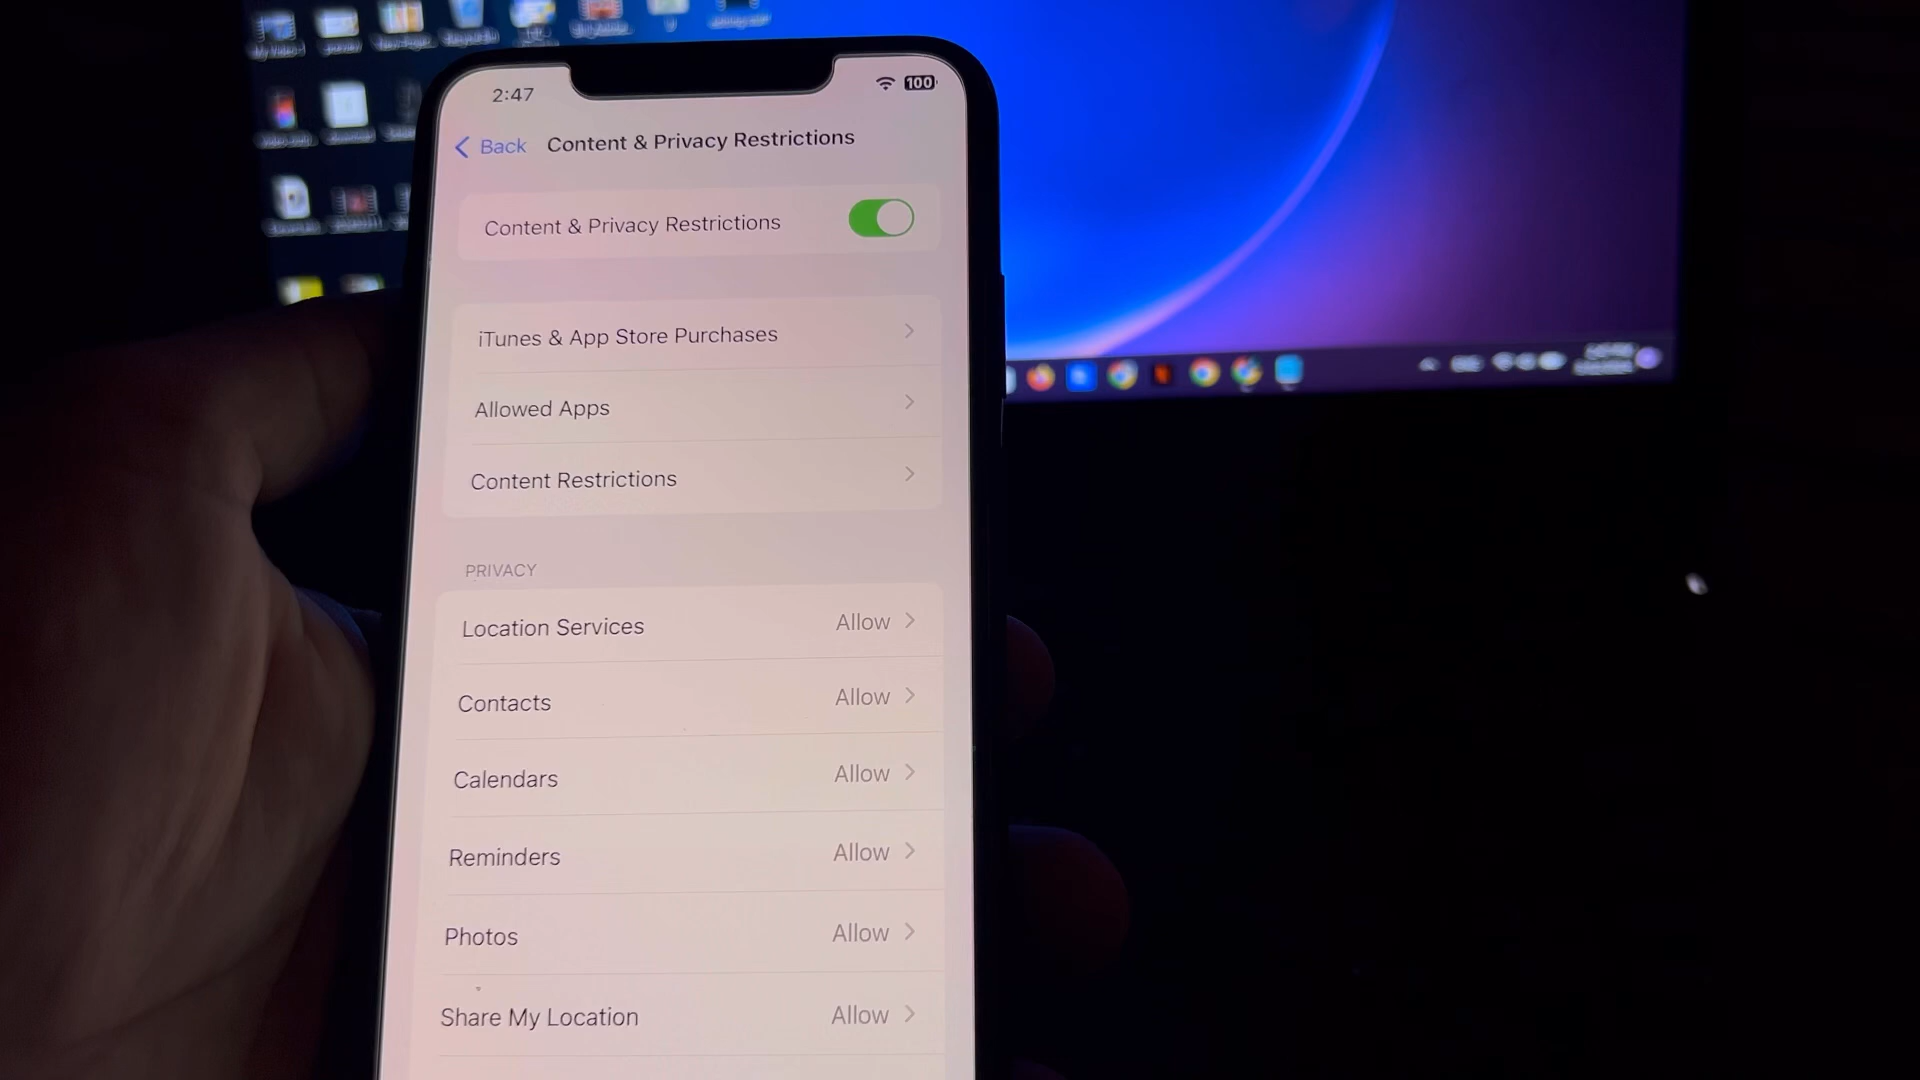 2:47
100
Back Content & Privacy Restrictions
Content & Privacy Restrictions
iTunes & App Store Purchases
Allowed Apps
Content Restrictions
PRIVACY
Location Services Allow
Contacts Allow
Calendars Allow
Reminders Allow
Photos Allow
Share My Location Allow